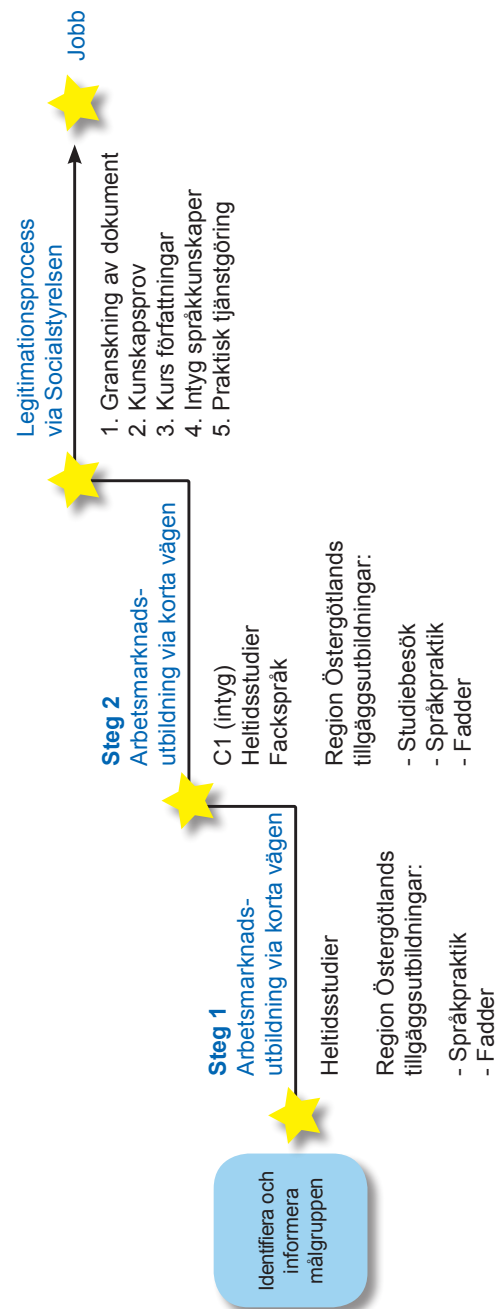 Identifiera och
informera
målgruppen
Steg 1
Arbetsmarknads-
utbildning via korta vägen
Heltidsstudier
Region Östergötlands
tillgäggsutbildningar:
- Språkpraktik
- Fadder
Steg 2
Arbetsmarknads-
utbildning via korta vägen
C1 (intyg)
Heltidsstudier
Fackspråk
Region Östergötlands
tillgäggsutbildningar:
- Studiebesök
- Språkpraktik
- Fadder
Legitimationsprocess
via Socialstyrelsen
1. Granskning av dokument
2. Kunskapsprov
3. Kurs författningar
4. Intyg språkkunskaper
5. Praktisk tjänstgöring
Jobb